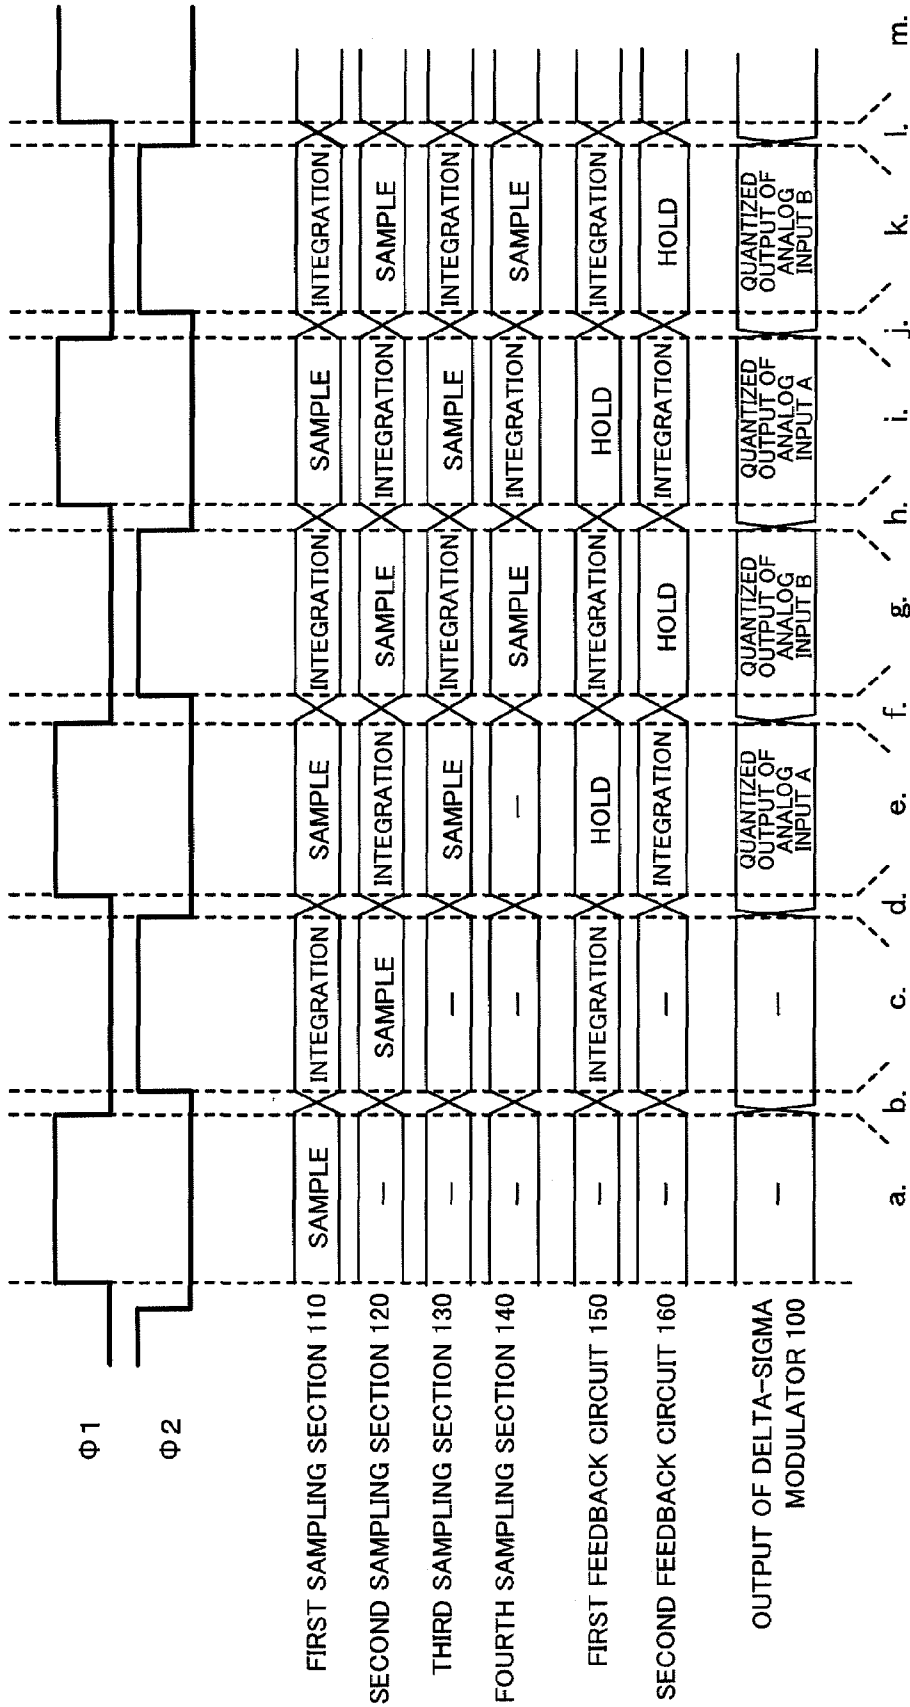 Φ1
Φ2
FIRST SAMPLING SECTION 110
SAMPLE
INTEGRATION
SAMPLE
INTEGRATION
SAMPLE
INTEGRATION
SECOND SAMPLING SECTION 120
—
SAMPLE
INTEGRATION
SAMPLE
INTEGRATION
SAMPLE
THIRD SAMPLING SECTION 130
—
—
SAMPLE
INTEGRATION
SAMPLE
INTEGRATION
FOURTH SAMPLING SECTION 140
—
—
—
SAMPLE
INTEGRATION
SAMPLE
FIRST FEEDBACK CIRCUIT 150
—
INTEGRATION
HOLD
INTEGRATION
HOLD
INTEGRATION
SECOND FEEDBACK CIRCUIT 160
—
—
INTEGRATION
HOLD
INTEGRATION
HOLD
OUTPUT OF DELTA-SIGMA
MODULATOR 100
—
—
QUANTIZED
OUTPUT OF
ANALOG
INPUT A
QUANTIZED
OUTPUT OF
ANALOG
INPUT B
QUANTIZED
OUTPUT OF
ANALOG
INPUT A
QUANTIZED
OUTPUT OF
ANALOG
INPUT B
a. b. c. d. e. f. g. h. i. j. k. l. m.